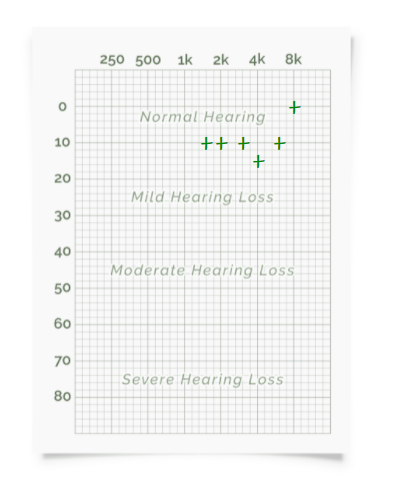 250 500 1k 2k 4k 8k
0
Normal Hearing
10
20
Mild Hearing Loss
30
40
Moderate Hearing Loss
50
60
70
Severe Hearing Loss
80